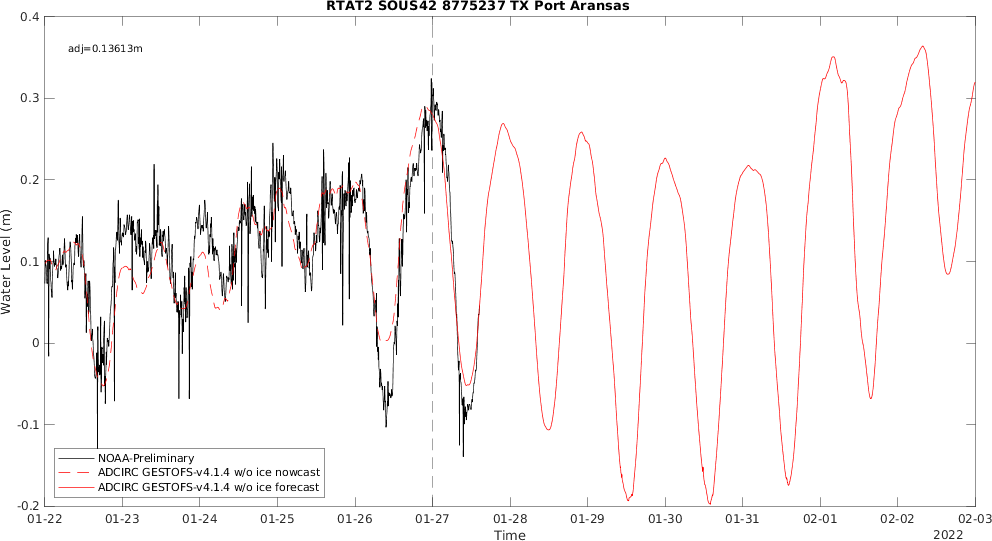 RTAT2 SOUS42 8775237 TX Port Aransas
adj=0.13613m
0.4
0.3
0.2
0.1
0
-0.1
-0.2
Water Level (m)
NOAA-Preliminary
ADCIRC GESTOFS-v4.1.4 w/o ice nowcast
ADCIRC GESTOFS-v4.1.4 w/o ice forecast
01-22 01-23 01-24 01-25 01-26 01-27 01-28 01-29 01-30 01-31 02-01 02-02 02-03
Time
2022